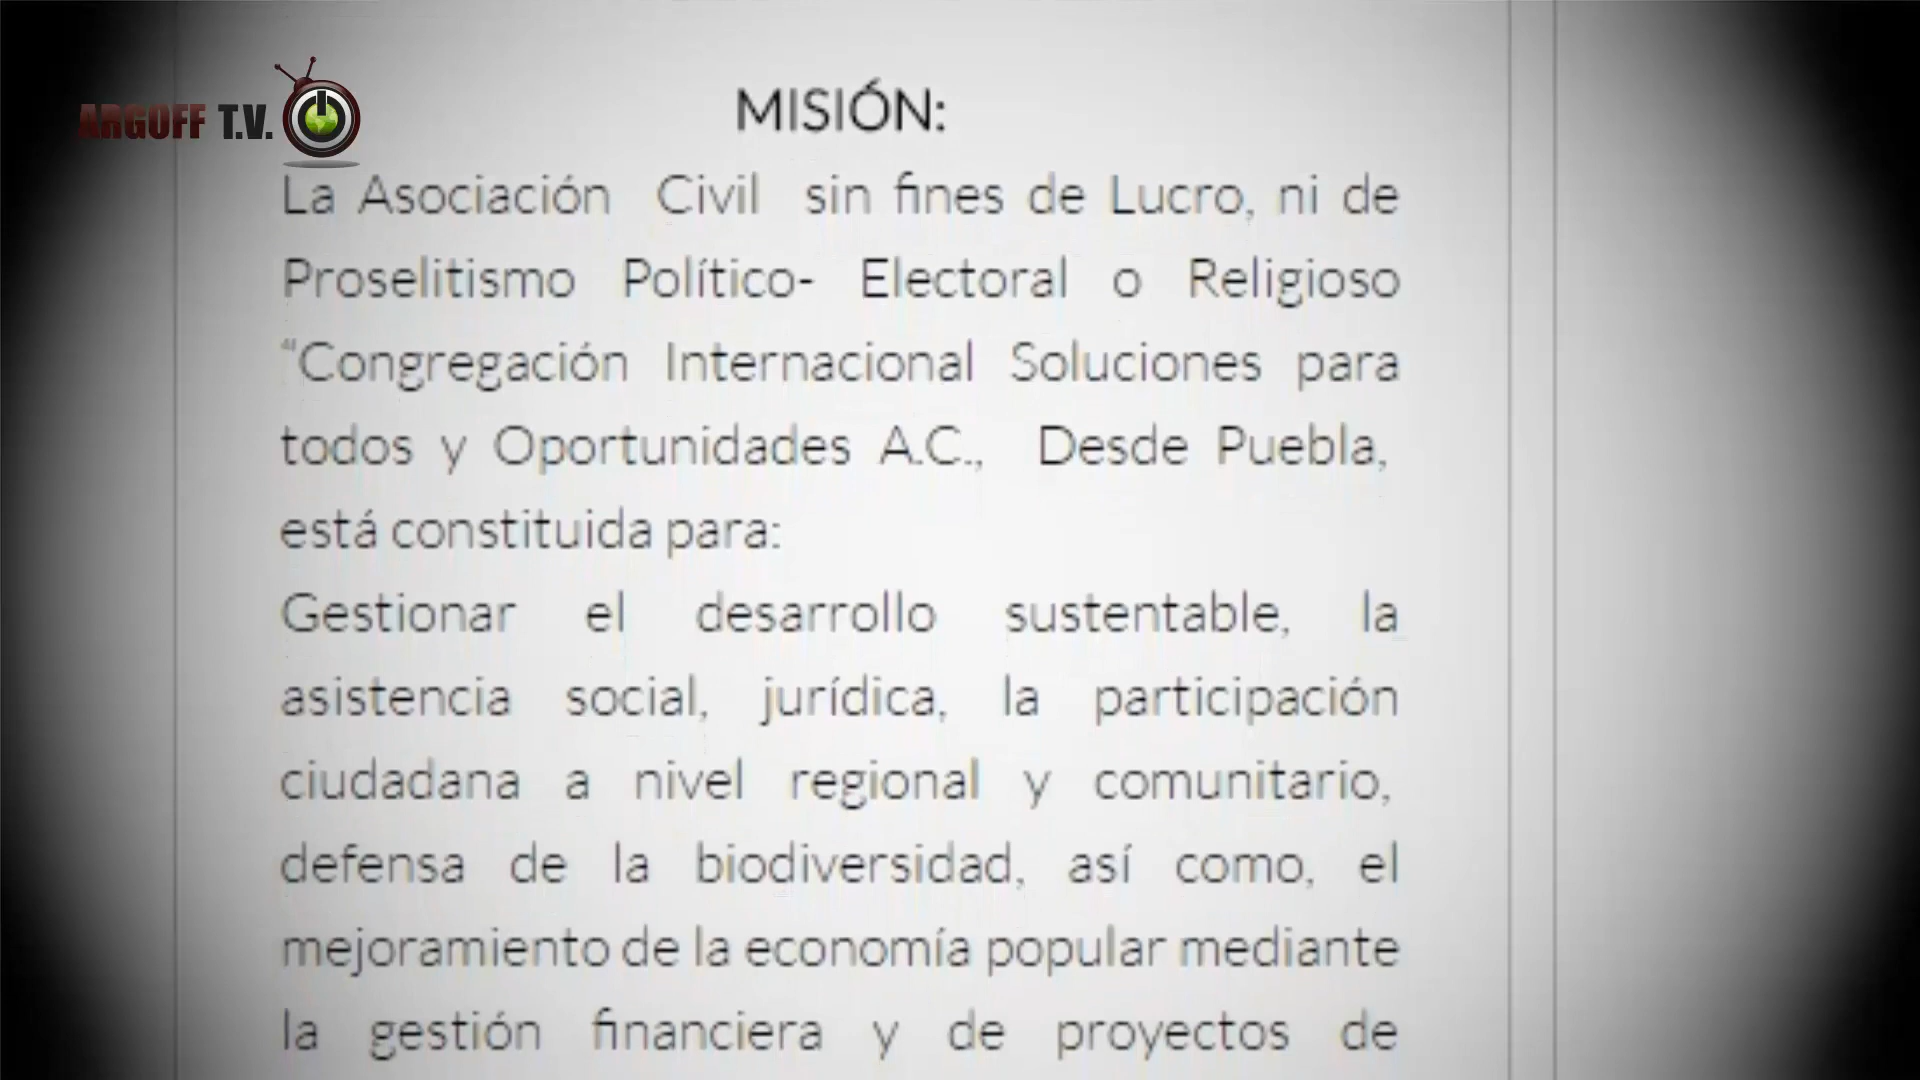 ARGOFF T.V.
MISIÓN:
La Asociación Civil sin fines de Lucro, ni de
Proselitismo Político- Electoral o Religioso
“Congregación Internacional Soluciones para
todos y Oportunidades A.C., Desde Puebla,
está constituida para:
Gestionar el desarrollo sustentable, la
asistencia social, jurídica, la participación
ciudadana a nivel regional y comunitario,
defensa de la biodiversidad, así como, el
mejoramiento de la economía popular mediante
la gestión financiera y de proyectos de